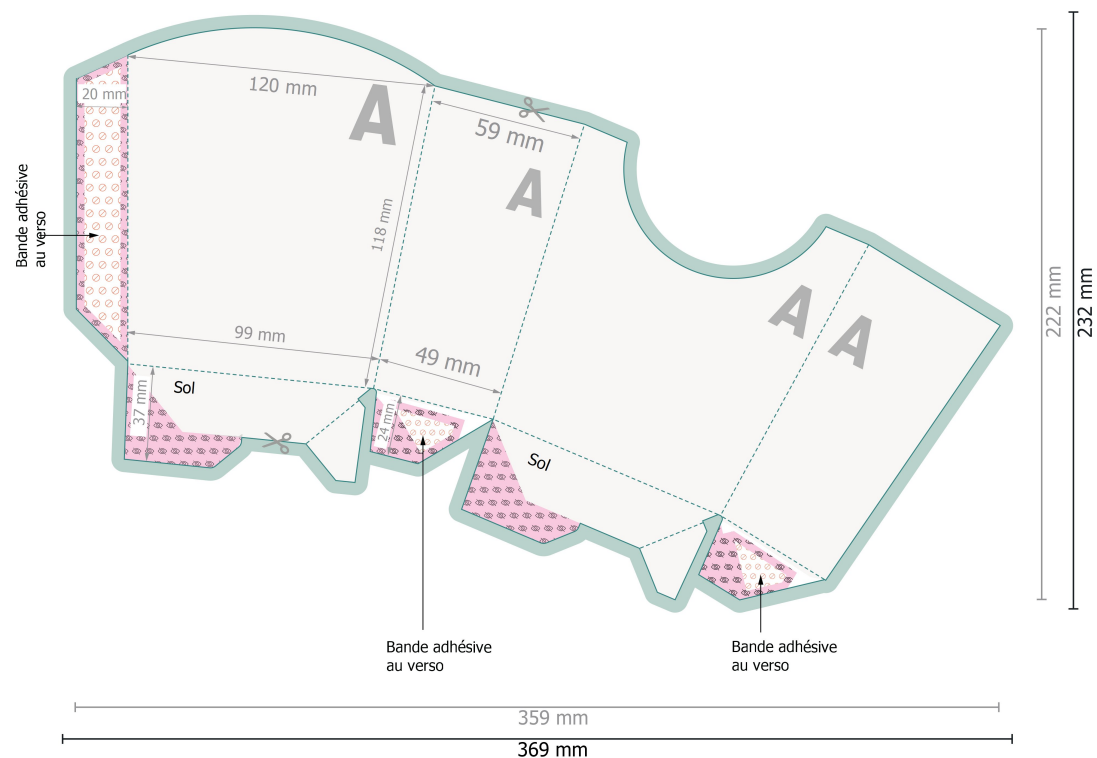 120 mm
A
20 mm
59 mm
A
118 mm
Bande adhésive
au verso
99 mm
49 mm
A
A
222 mm
232 mm
Sol
37 mm
24 mm
Sol
Bande adhésive
au verso
Bande adhésive
au verso
359 mm
369 mm